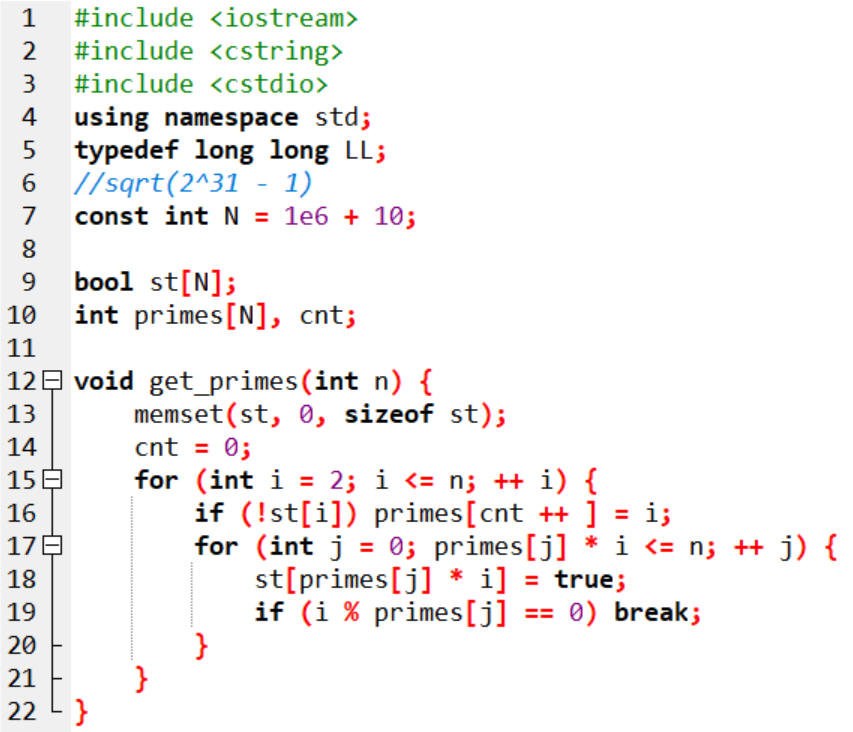 1 #include <iostream>
2 #include <cstring>
3 #include <cstdio>
4 using namespace std;
5 typedef long long LL;
6 //sqrt(2^31 - 1)
7 const int N = 1e6 + 10;
8
9 bool st[N];
10 int primes[N], cnt;
11
12 void get_primes(int n) {
13     memset(st, 0, sizeof st);
14     cnt = 0;
15     for (int i = 2; i <= n; ++ i) {
16         if (!st[i]) primes[cnt ++ ] = i;
17         for (int j = 0; primes[j] * i <= n; ++ j) {
18             st[primes[j] * i] = true;
19             if (i % primes[j] == 0) break;
20         }
21     }
22 }